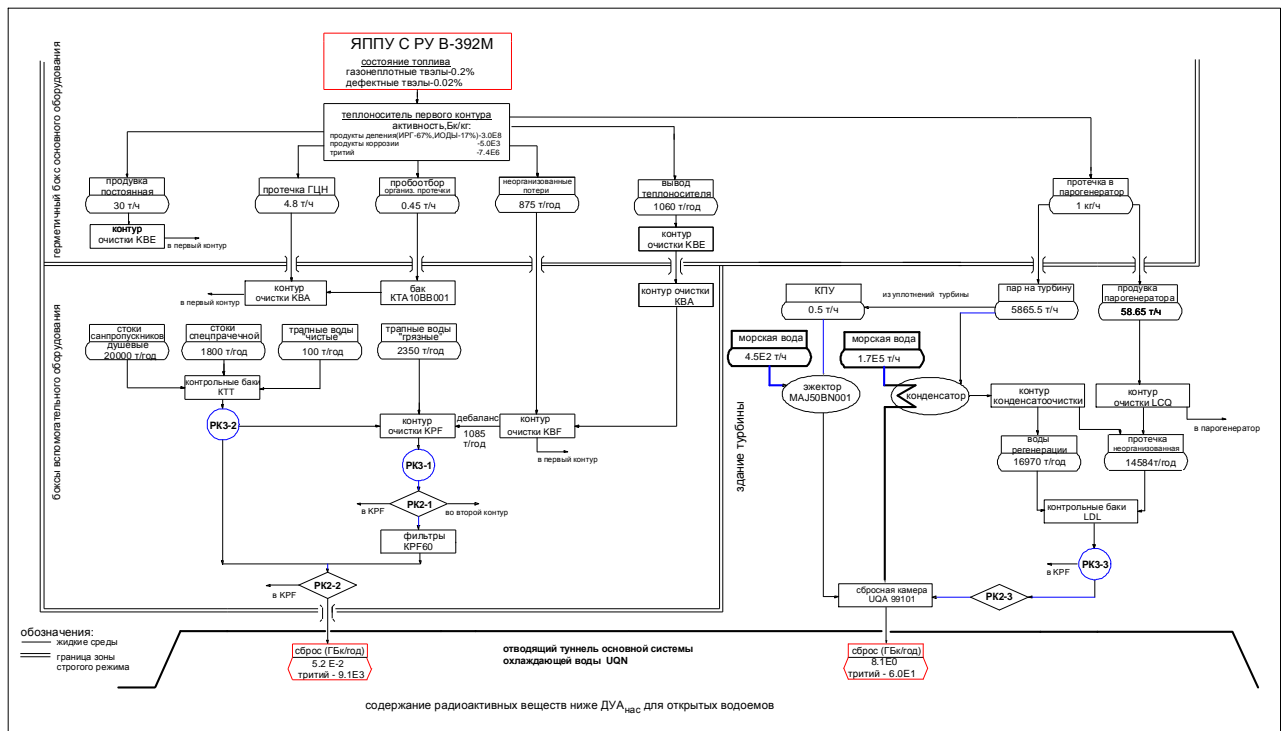 ЯППУ С РУ В-392М
состояние топлива
газонеплотные твэлы-0.2%
дефектные твэлы-0.02%
теплоноситель первого контура
активность,Бк/кг:
продукты деления(ИРГ-67%,ИОДЫ-17%)-3.0E8
продукты коррозии -5.0E3
тритий -7.4E6
герметичный бокс основного оборудования
продувка
постоянная
30 т/ч
контур
очистки KBE
в первый контур
протечка ГЦН
4.8 т/ч
пробоотбор
организ. протечки
0.45 т/ч
неорганизованные
потери
875 т/год
вывод
теплоносителя
1060 т/год
контур
очистки KBE
протечка в
парогенератор
1 кг/ч
боксы вспомогательного оборудования
в первый контур
контур
очистки KBA
бак
KTA10BB001
контур очистки
KBA
стоки
санпропускников
душевые
20000 т/год
стоки
спецпрачечной
1800 т/год
трапные воды
"чистые"
100 т/год
трапные воды
"грязные"
2350 т/год
контрольные баки
КТТ
РК3-2
контур
очистки KPF
дебаланс
1085
т/год
контур
очистки KBF
в первый контур
РК3-1
в KPF
РК2-1
во второй контур
фильтры
KPF60
РК2-2
в KPF
здание турбины
КПУ
0.5 т/ч
из уплотнений турбины
пар на турбину
5865.5 т/ч
продувка
парогенератора
58.65 т/ч
морская вода
4.5E2 т/ч
морская вода
1.7E5 т/ч
эжектор
MAJ50BN001
конденсатор
контур
конденсатоочистки
контур
очистки LCQ
в парогенератор
воды
регенерации
16970 т/год
протечка
неорганизованная
14584т/год
контрольные баки
LDL
РК3-3
в KPF
сбросная камера
UQA 99101
РК2-3
обозначения:
жидкие среды
граница зоны
строгого режима
сброс (ГБк/год)
5.2 E-2
тритий - 9.1E3
отводящий туннель основной системы
охлаждающей воды UQN
сброс (ГБк/год)
8.1E0
тритий - 6.0E1
содержание радиоактивных веществ ниже ДУАнас для открытых водоемов